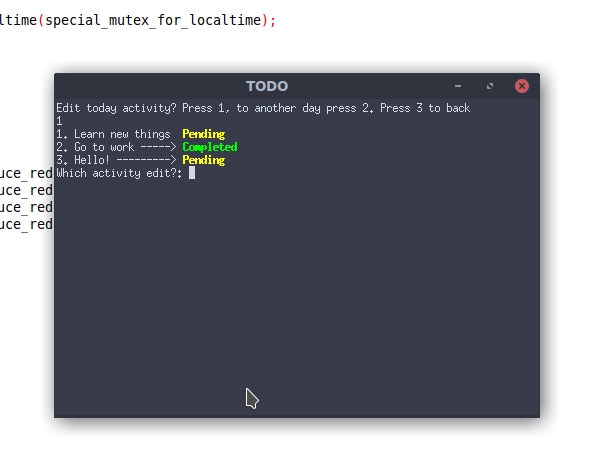 ltime(special_mutex_for_localtime);
TODO
Edit today activity? Press 1, to another day press 2. Press 3 to back
1
1. Learn new things  Pending
2. Go to work -----> Completed
3. Hello! ---------> Pending
Which activity edit?:
uce_red
uce_red
uce_red
uce_red